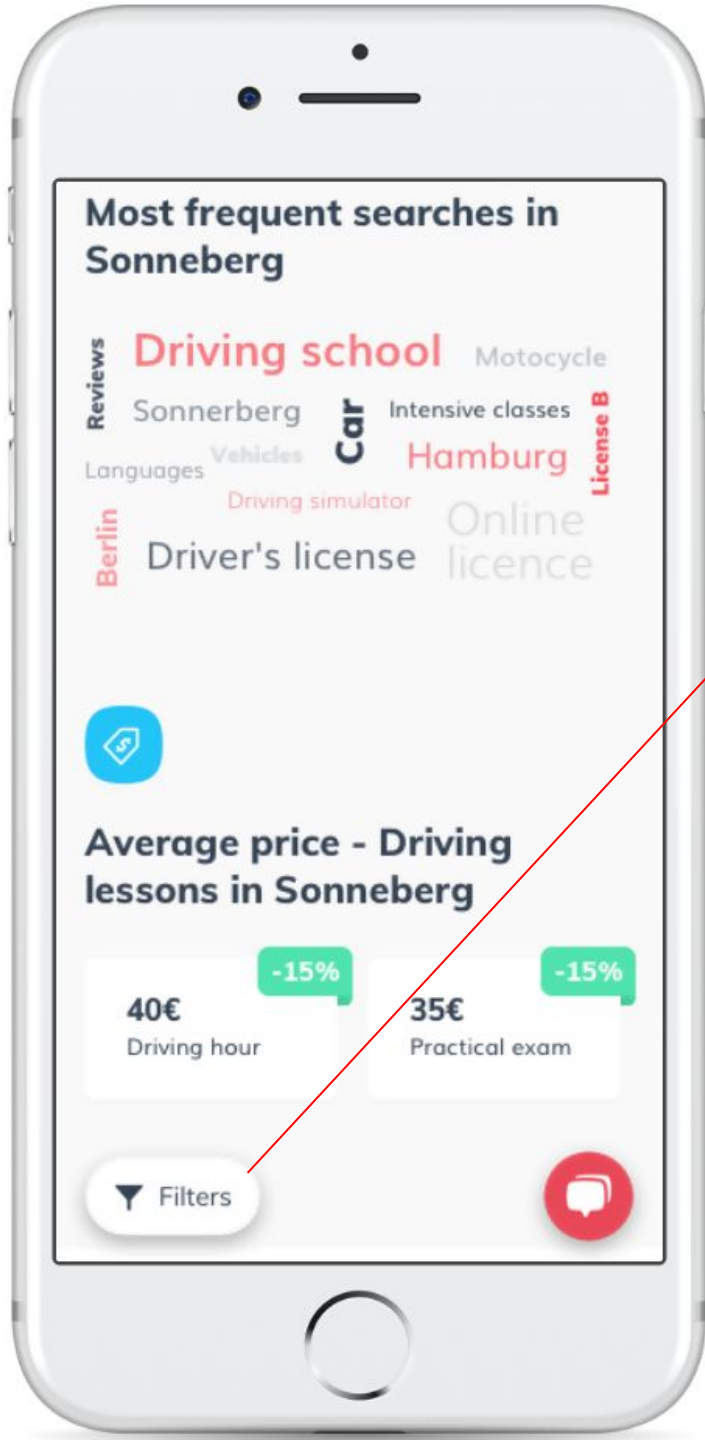 Most frequent searches in
Sonneberg
Reviews
Driving school
Motocycle
Sonnerberg
Car
Intensive classes
License B
Languages
Vehicles
Hamburg
Driving simulator
Berlin
Driver's license
Online
licence
$
Average price - Driving
lessons in Sonneberg
-15%
40€
Driving hour
-15%
35€
Practical exam
Filters